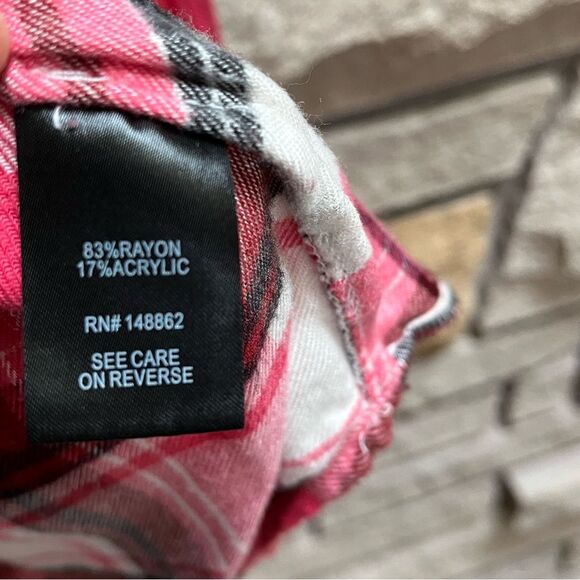 83%RAYON
17%ACRYLIC
RN# 148862
SEE CARE
ON REVERSE